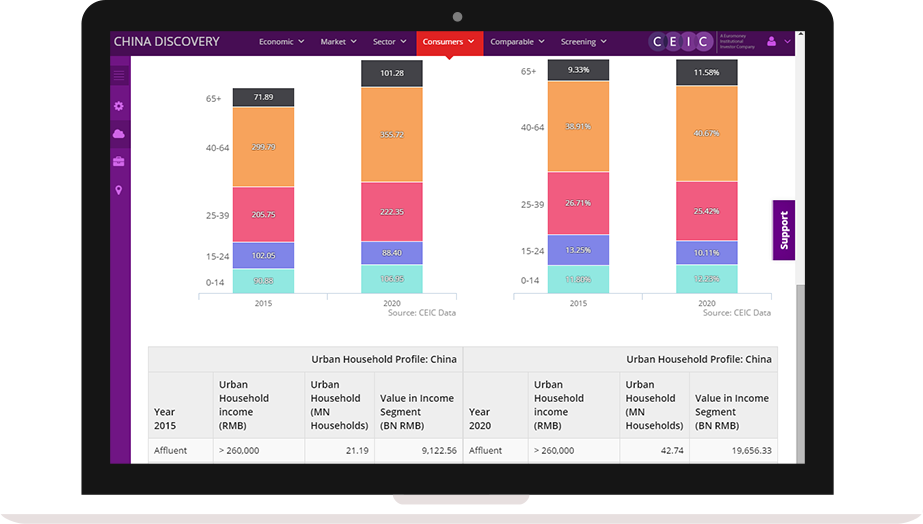 CHINA DISCOVERY
Economic
Market
Sector
Consumers
Comparable
Screening
C E I C
A Euromoney
Institutional
Investor Company
65+
40-64
25-39
15-24
0-14
71.89
299.79
205.75
102.05
90.88
101.28
355.72
222.35
88.40
106.99
2015
2020
Source: CEIC Data
65+
40-64
25-39
15-24
0-14
9.33%
38.91%
26.71%
13.25%
11.80%
11.58%
40.67%
25.42%
10.11%
12.23%
2015
2020
Source: CEIC Data
Support
Urban Household Profile: China
Year
2015
Urban
Household
income
(RMB)
Urban
Household
(MN
Households)
Value in Income
Segment
(BN RMB)
Affluent
> 260,000
21.19
9,122.56
Urban Household Profile: China
Year
2020
Urban
Household
income
(RMB)
Urban
Household
(MN
Households)
Value in Income
Segment
(BN RMB)
Affluent
> 260,000
42.74
19,656.33